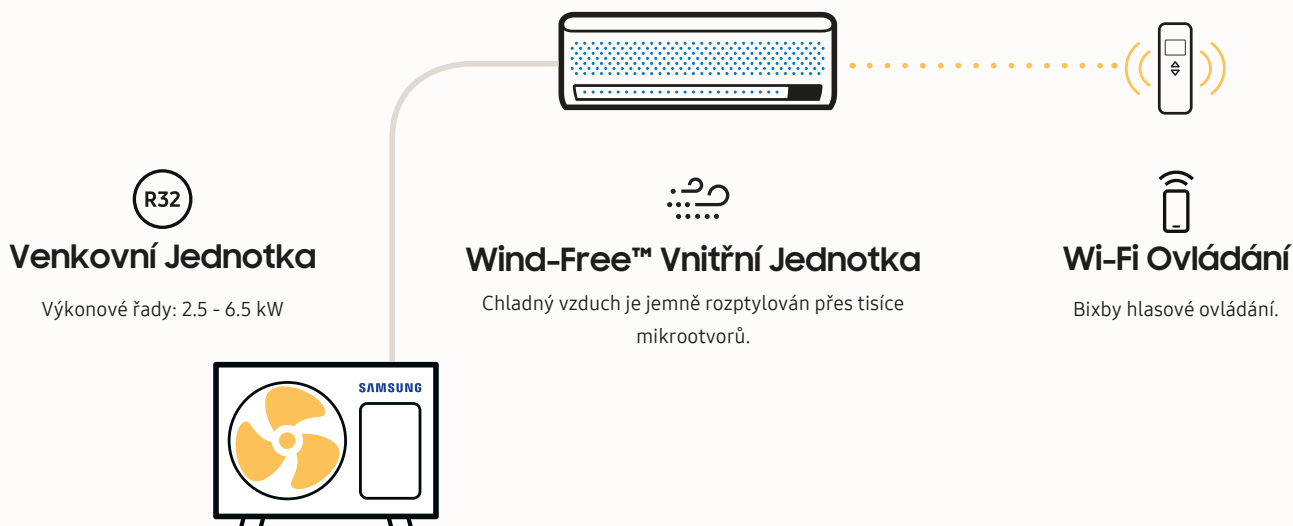 R32
Venkovní Jednotka
Výkonové řady: 2.5 - 6.5 kW
Wind-Free™ Vnitřní Jednotka
Chladný vzduch je jemně rozptylován přes tisíce
mikrootvorů.
Wi-Fi Ovládání
Bixby hlasové ovládání.
SAMSUNG